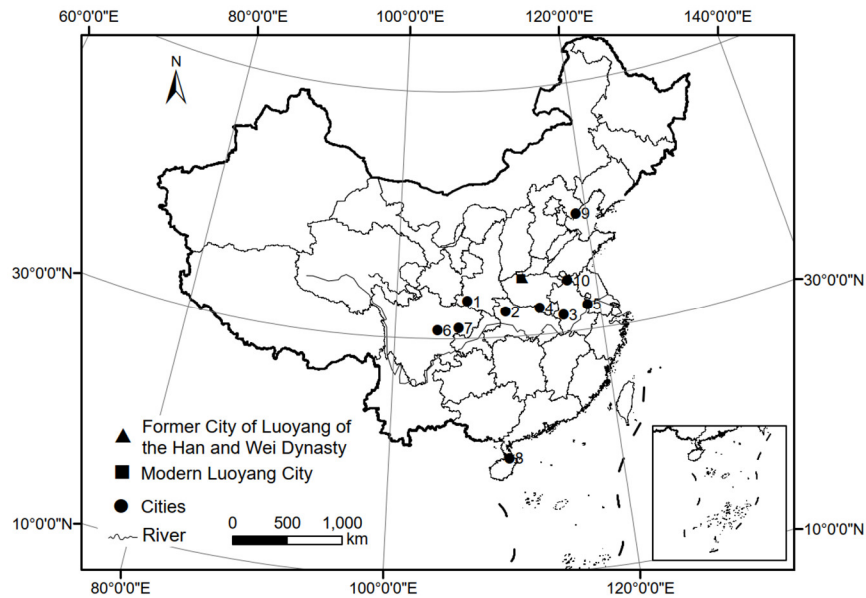 60°0'0"E 80°0'0"E 100°0'0"E 120°0'0"E 140°0'0"E
N
9
30°0'0"N 30°0'0"N
10
1
5
2
4
3
6
7
Former City of Luoyang of
the Han and Wei Dynasty
8
Modern Luoyang City
Cities
0 500 1,000
River
km
10°0'0"N 10°0'0"N
80°0'0"E 100°0'0"E 120°0'0"E